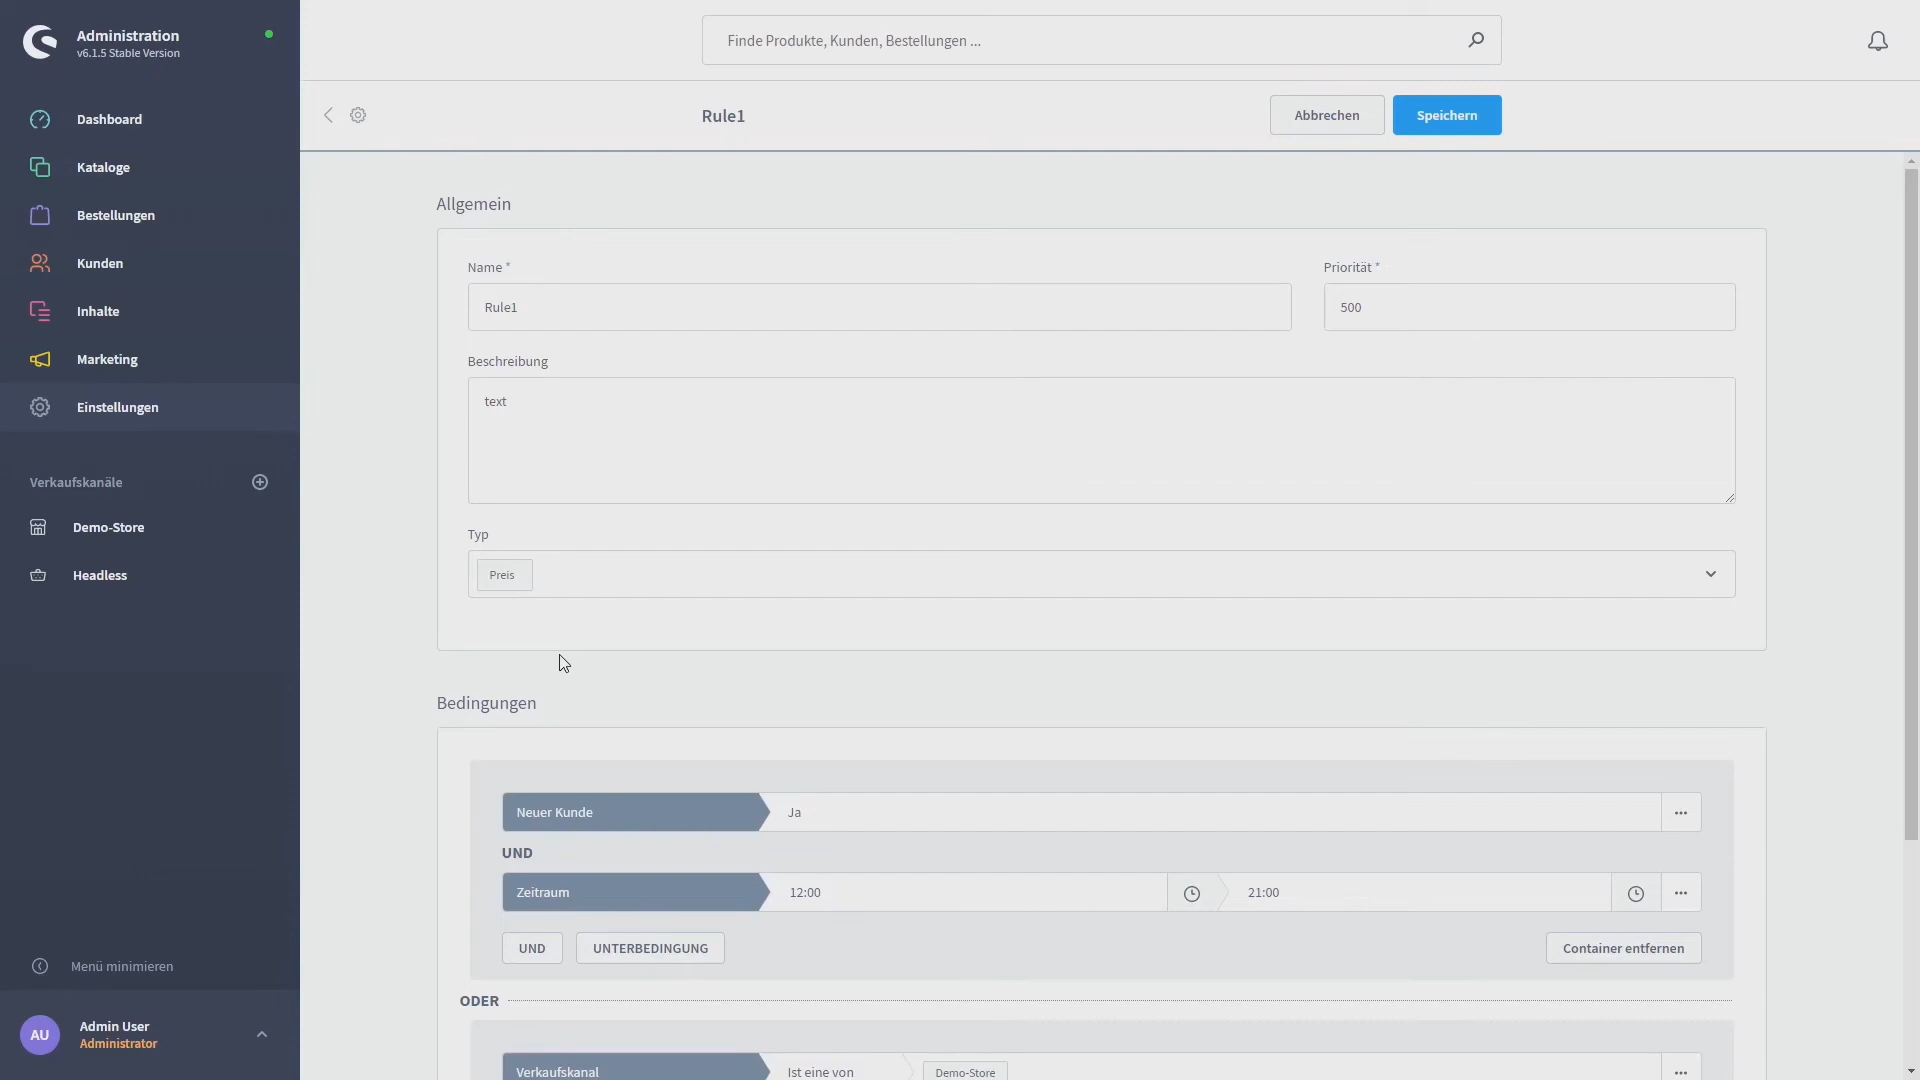 Administration
v6.1.5 Stable Version
Finde Produkte, Kunden, Bestellungen ...
Dashboard
Kataloge
Bestellungen
Kunden
Inhalte
Marketing
Einstellungen
Verkaufskanäle
Demo-Store
Headless
Menü minimieren
AU
Admin User
Administrator
Rule1
Abbrechen
Speichern
Allgemein
Name *
Priorität *
Rule1
500
Beschreibung
text
Typ
Preis
Bedingungen
Neuer Kunde
Ja
UND
Zeitraum
12:00
21:00
UND
UNTERBEDINGUNG
Container entfernen
ODER
Verkaufskanal
Ist eine von
Demo-Store